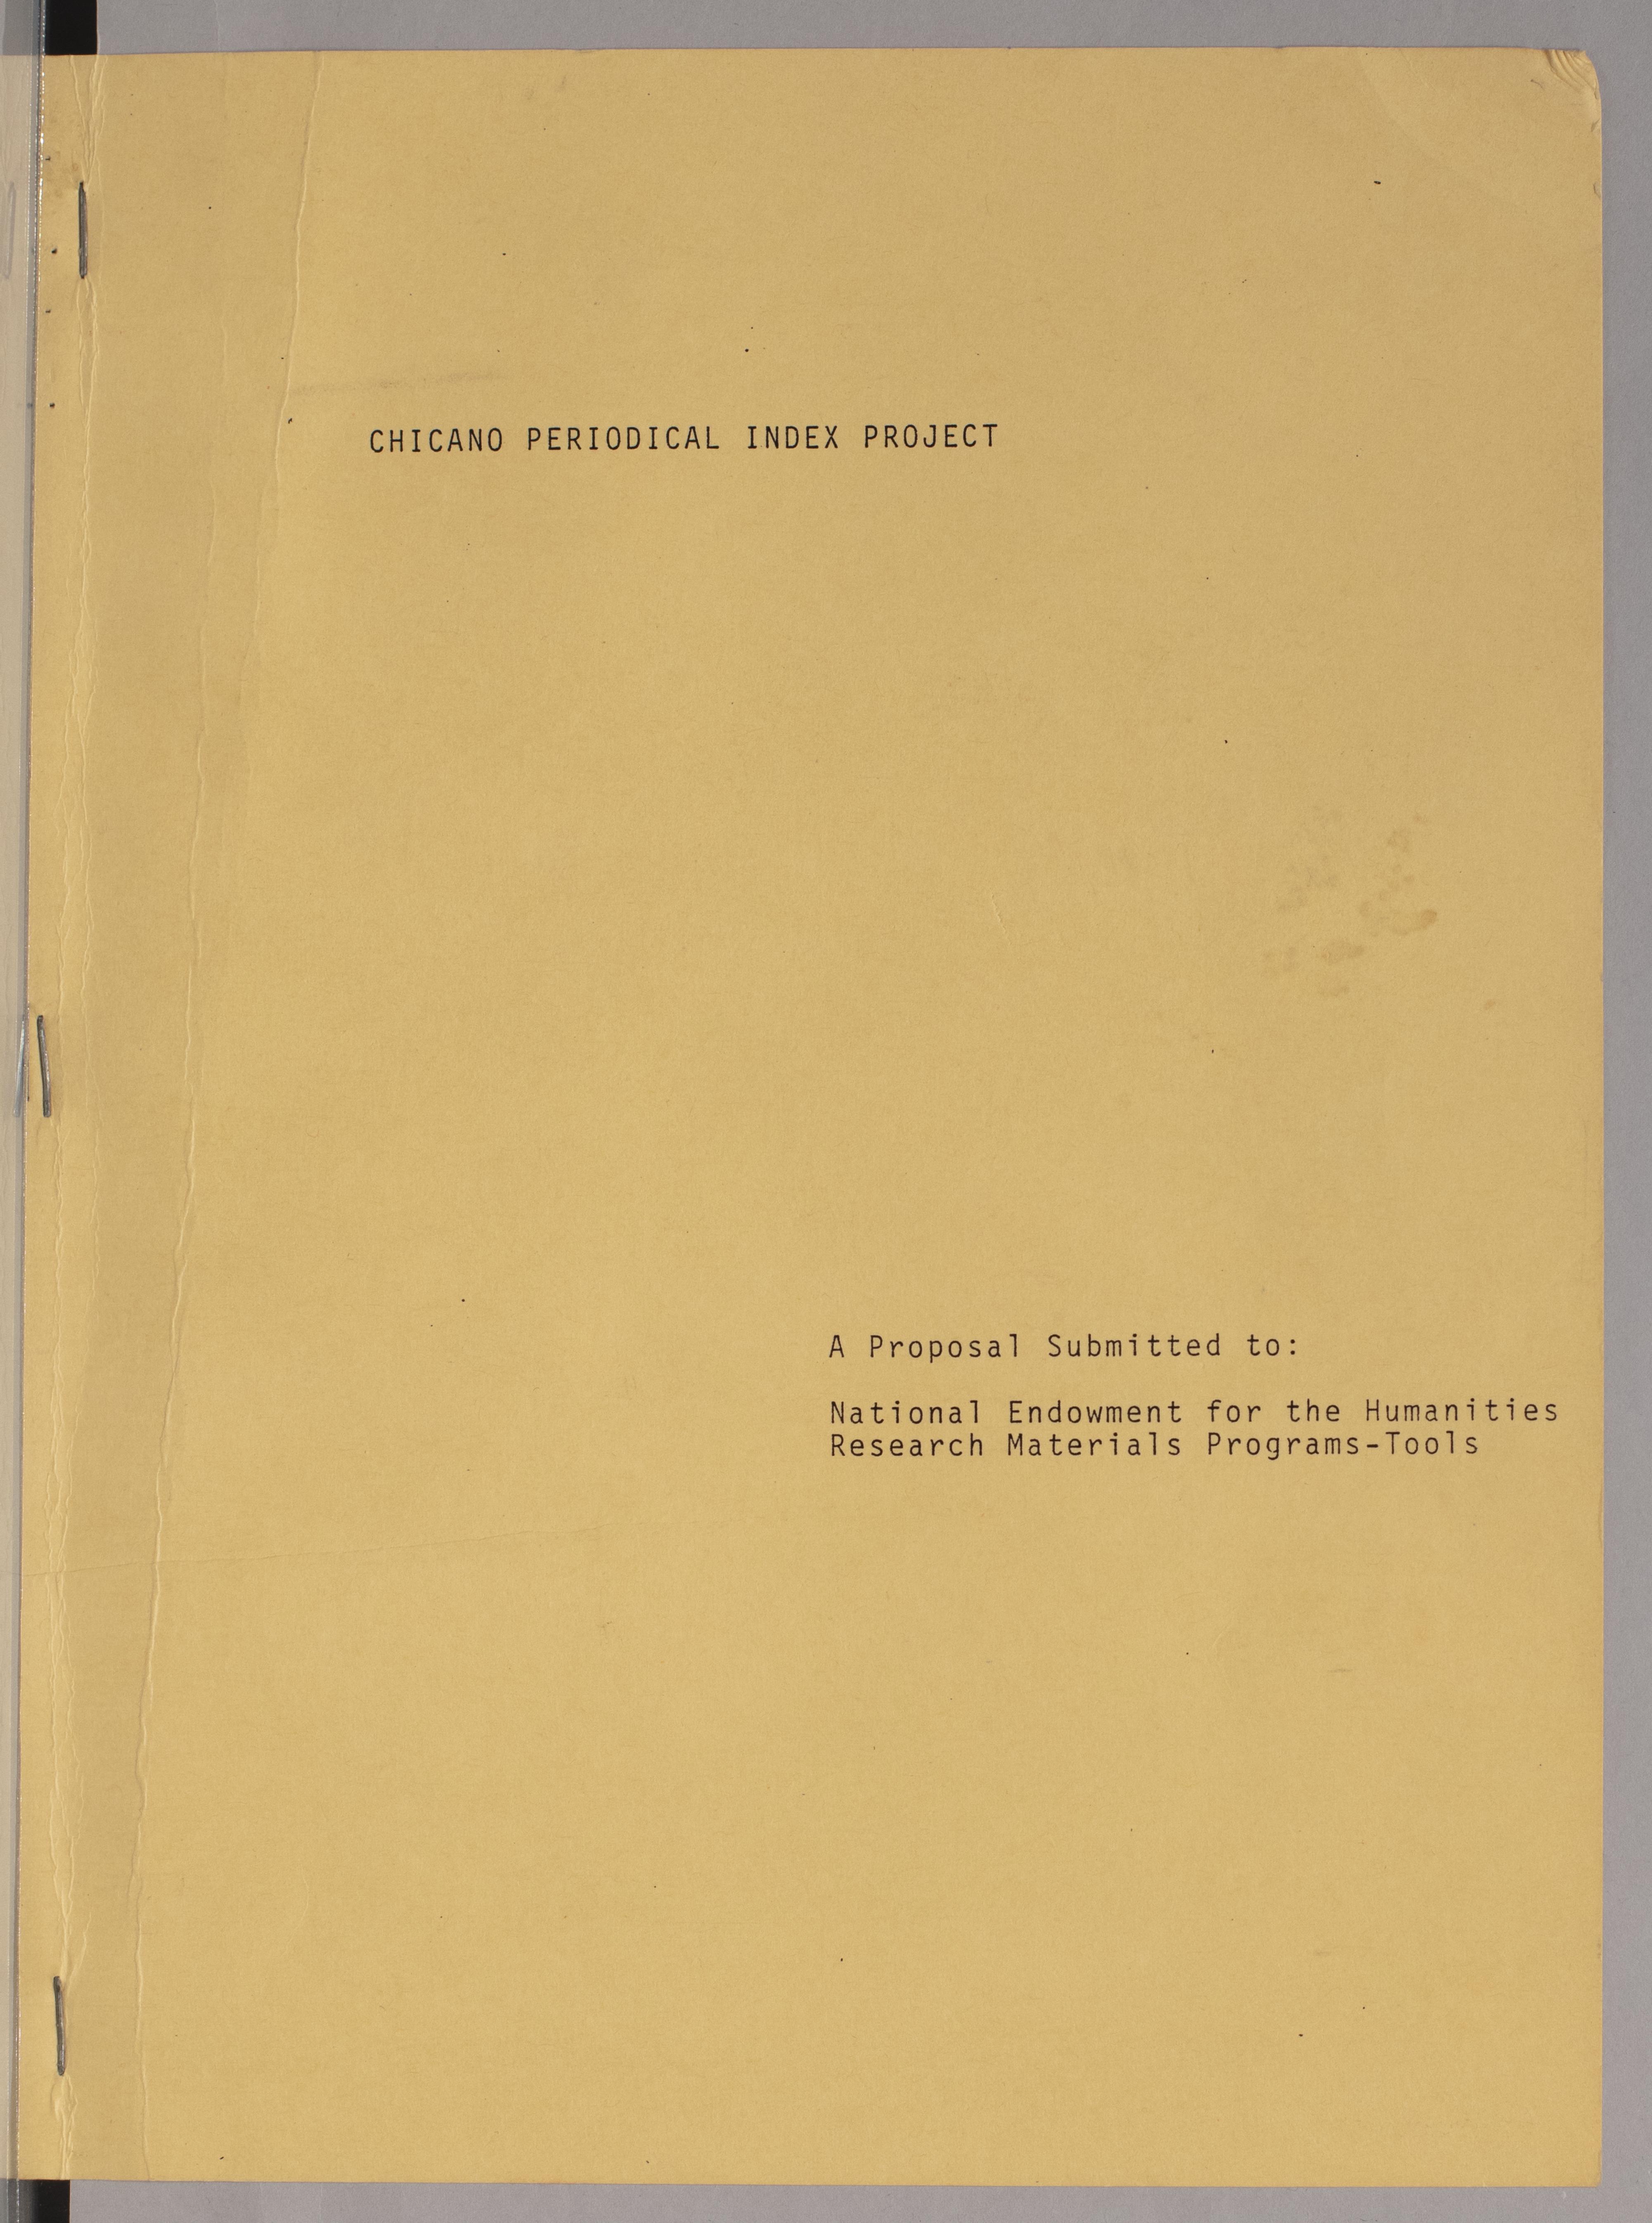 CHICANO PERIODICAL INDEX PROJECT
A Proposal Submitted to:
National Endowment for the Humanities
Research Materials Programs-Tools